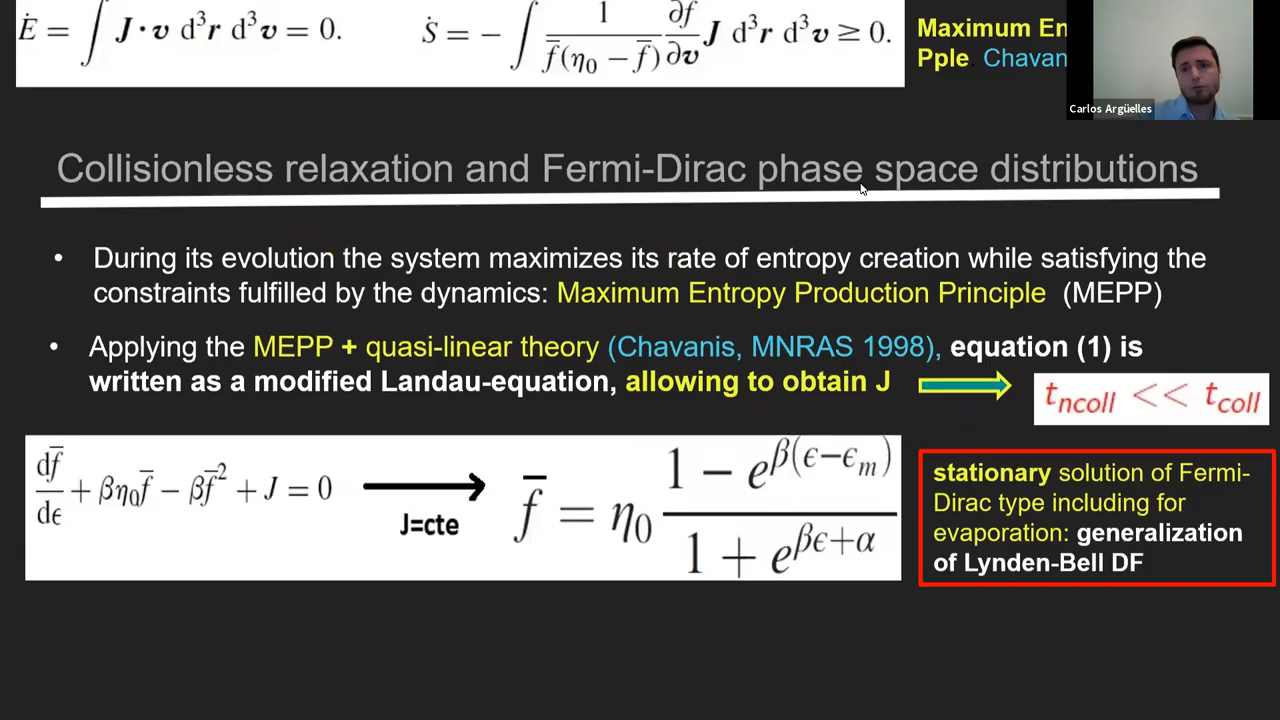 Ė = ∫ J · v d³r d³v = 0. Ṡ = − ∫ 1/(f̄(η₀ − f̄)) ∂f̄/∂v J d³r d³v ≥ 0.
Maximum En
Pple. Chavan
Carlos Argüelles
Collisionless relaxation and Fermi-Dirac phase space distributions
• During its evolution the system maximizes its rate of entropy creation while satisfying the
constraints fulfilled by the dynamics: Maximum Entropy Production Principle (MEPP)
• Applying the MEPP + quasi-linear theory (Chavanis, MNRAS 1998), equation (1) is
written as a modified Landau-equation, allowing to obtain J
t_ncoll << t_coll
df̄/dϵ + βη₀f̄ − βf̄² + J = 0
J=cte
f̄ = η₀ (1 − e^{β(ϵ−ϵ_m)})/(1 + e^{βϵ+α})
stationary solution of Fermi-
Dirac type including for
evaporation: generalization
of Lynden-Bell DF